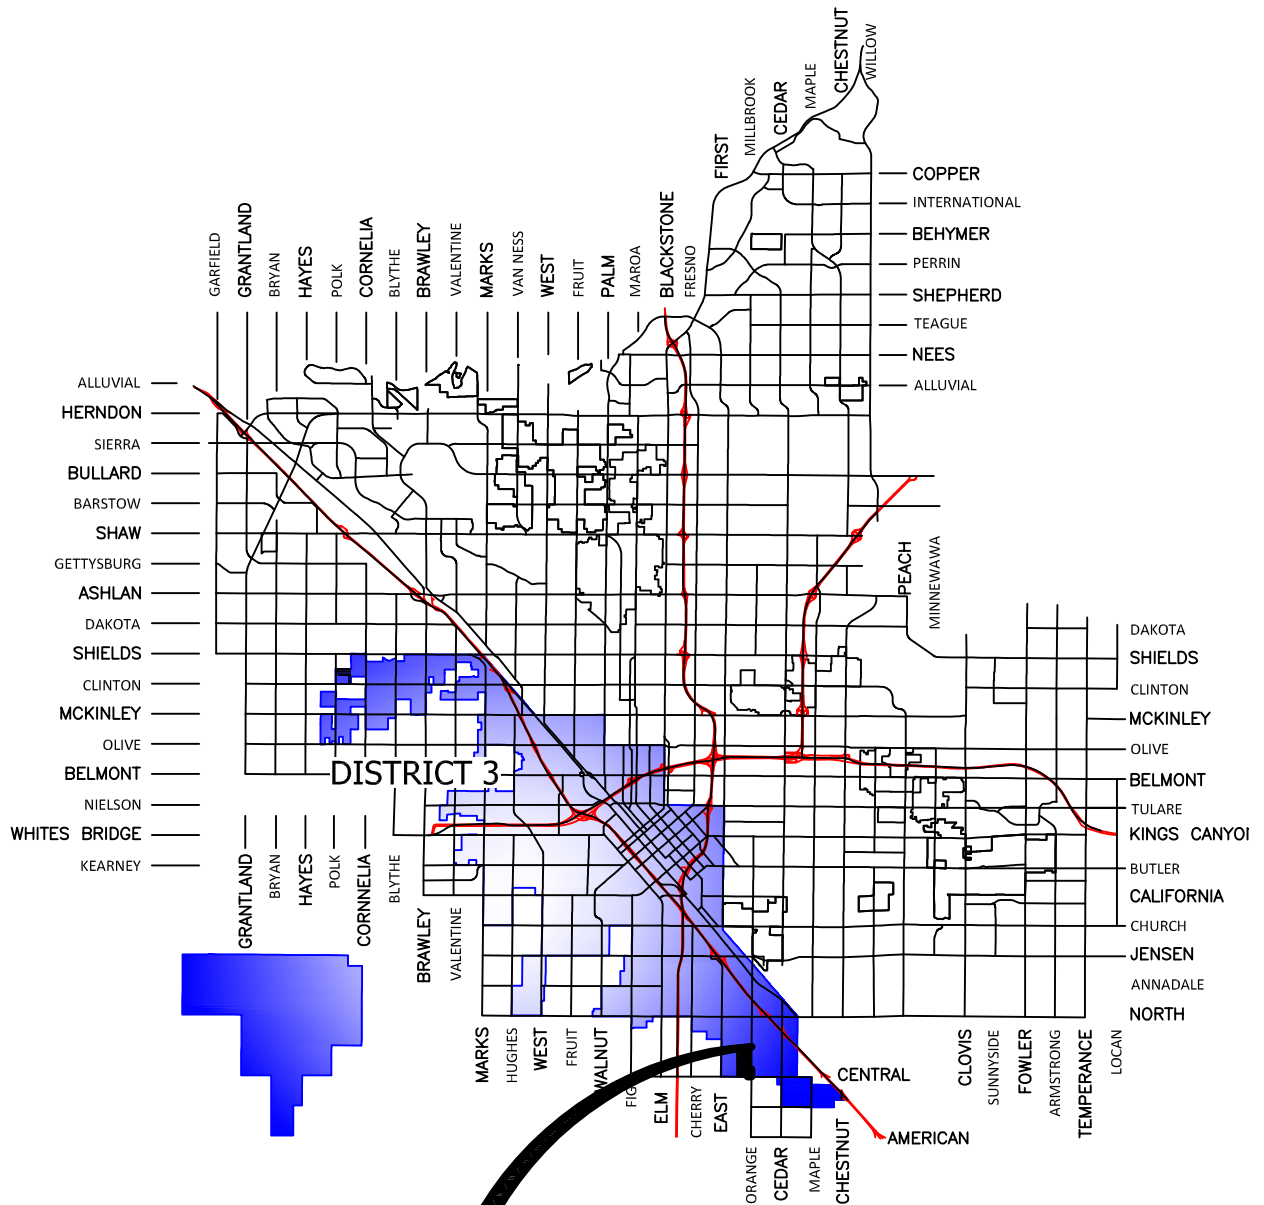 CHESTNUT
WILLOW
MAPLE
CEDAR
MILLBROOK
FIRST
COPPER
INTERNATIONAL
BEHYMER
PERRIN
SHEPHERD
TEAGUE
NEES
ALLUVIAL
GARFIELD
GRANTLAND
BRYAN
HAYES
POLK
CORNELIA
BLYTHE
BRAWLEY
VALENTINE
MARKS
VAN NESS
WEST
FRUIT
PALM
MAROA
BLACKSTONE
FRESNO
ALLUVIAL
HERNDON
SIERRA
BULLARD
BARSTOW
SHAW
GETTYSBURG
ASHLAN
DAKOTA
SHIELDS
CLINTON
MCKINLEY
OLIVE
BELMONT
NIELSON
WHITES BRIDGE
KEARNEY
PEACH
MINNEWAWA
DAKOTA
SHIELDS
CLINTON
MCKINLEY
OLIVE
BELMONT
TULARE
KINGS CANYON
BUTLER
CALIFORNIA
CHURCH
JENSEN
ANNADALE
NORTH
DISTRICT 3
GRANTLAND
BRYAN
HAYES
POLK
CORNNELIA
BLYTHE
BRAWLEY
VALENTINE
MARKS
HUGHES
WEST
FRUIT
WALNUT
FIG
ELM
CHERRY
EAST
ORANGE
CEDAR
MAPLE
CHESTNUT
CENTRAL
AMERICAN
CLOVIS
SUNNYSIDE
FOWLER
ARMSTRONG
TEMPERANCE
LOCAN